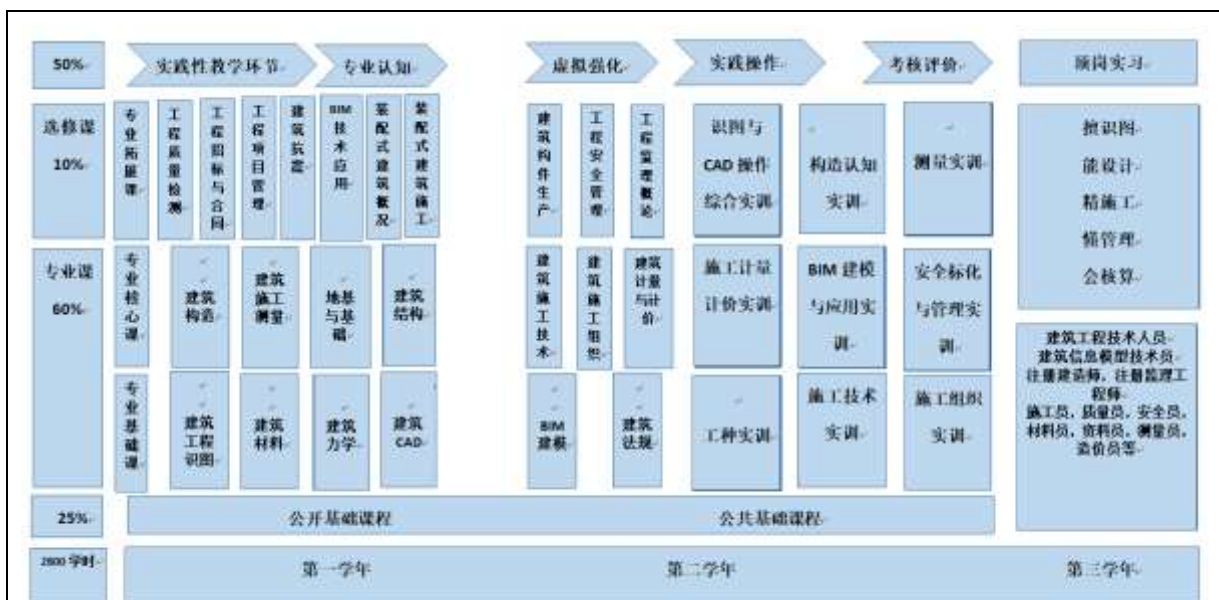 50%
实践性教学环节
专业认知
虚拟强化
实践操作
考核评价
顶岗实习
选修课
10%
专业拓展课
工程质量检测
工程招标与合同
工程项目管理
建筑抗震
BIM技术应用
装配式建筑概况
装配式建筑施工
建筑构件生产
工程安全管理
工程监理概论
识图与
CAD 操作
综合实训
构造认知
实训
测量实训
擅识图
能设计
精施工
懂管理
会核算
专业课
60%
专业核心课
建筑
构造
建筑
施工
测量
地基
与基
础
建筑
结构
建筑施工技术
建筑施工组织
建筑
计量
与计
价
施工计量
计价实训
BIM 建模
与应用实
训
安全标化
与管理实
训
建筑工程技术人员
建筑信息模型技术员
注册建造师，注册监理工
程师
施工员，质量员，安全员，
材料员，资料员，测量员，
造价员等
专业基础课
建筑
工程
识图
建筑
材料
建筑
力学
建筑
CAD
BIM
建模
建筑
法规
工种实训
施工技术
实训
施工组织
实训
25%
公开基础课程
公共基础课程
2800 学时
第一学年
第二学年
第三学年